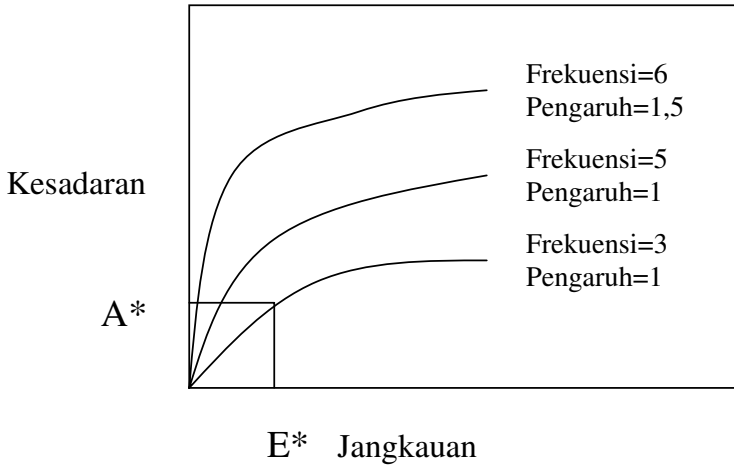 Frekuensi=6
Pengaruh=1,5
Frekuensi=5
Pengaruh=1
Kesadaran
Frekuensi=3
Pengaruh=1
A*
E* Jangkauan